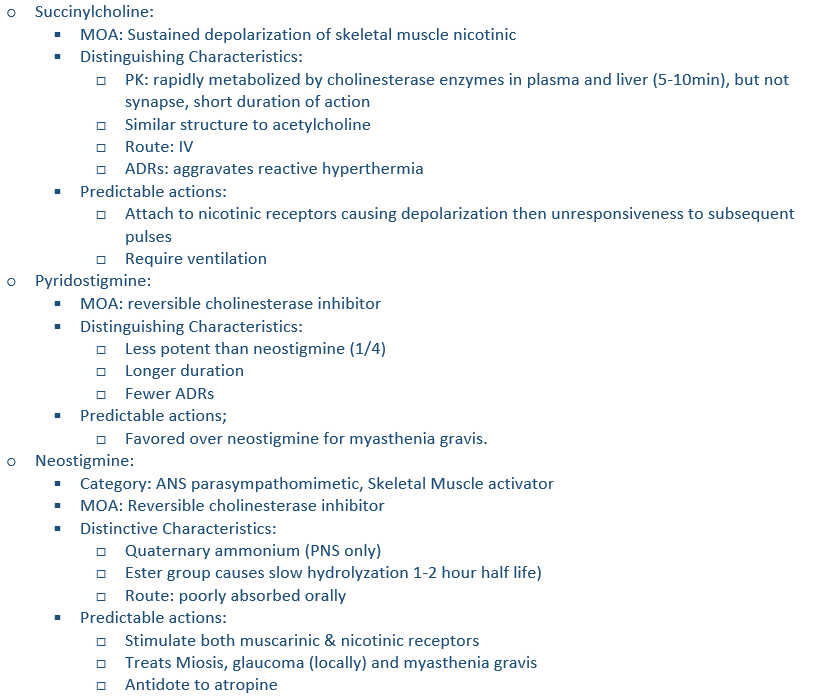 Succinylcholine:
MOA: Sustained depolarization of skeletal muscle nicotinic
Distinguishing Characteristics:
PK: rapidly metabolized by cholinesterase enzymes in plasma and liver (5-10min), but not
synapse, short duration of action
Similar structure to acetylcholine
Route: IV
ADRs: aggravates reactive hyperthermia
Predictable actions:
Attach to nicotinic receptors causing depolarization then unresponsiveness to subsequent
pulses
Require ventilation
Pyridostigmine:
MOA: reversible cholinesterase inhibitor
Distinguishing Characteristics:
Less potent than neostigmine (1/4)
Longer duration
Fewer ADRs
Predictable actions;
Favored over neostigmine for myasthenia gravis.
Neostigmine:
Category: ANS parasympathomimetic, Skeletal Muscle activator
MOA: Reversible cholinesterase inhibitor
Distinctive Characteristics:
Quaternary ammonium (PNS only)
Ester group causes slow hydrolyzation 1-2 hour half life)
Route: poorly absorbed orally
Predictable actions:
Stimulate both muscarinic & nicotinic receptors
Treats Miosis, glaucoma (locally) and myasthenia gravis
Antidote to atropine